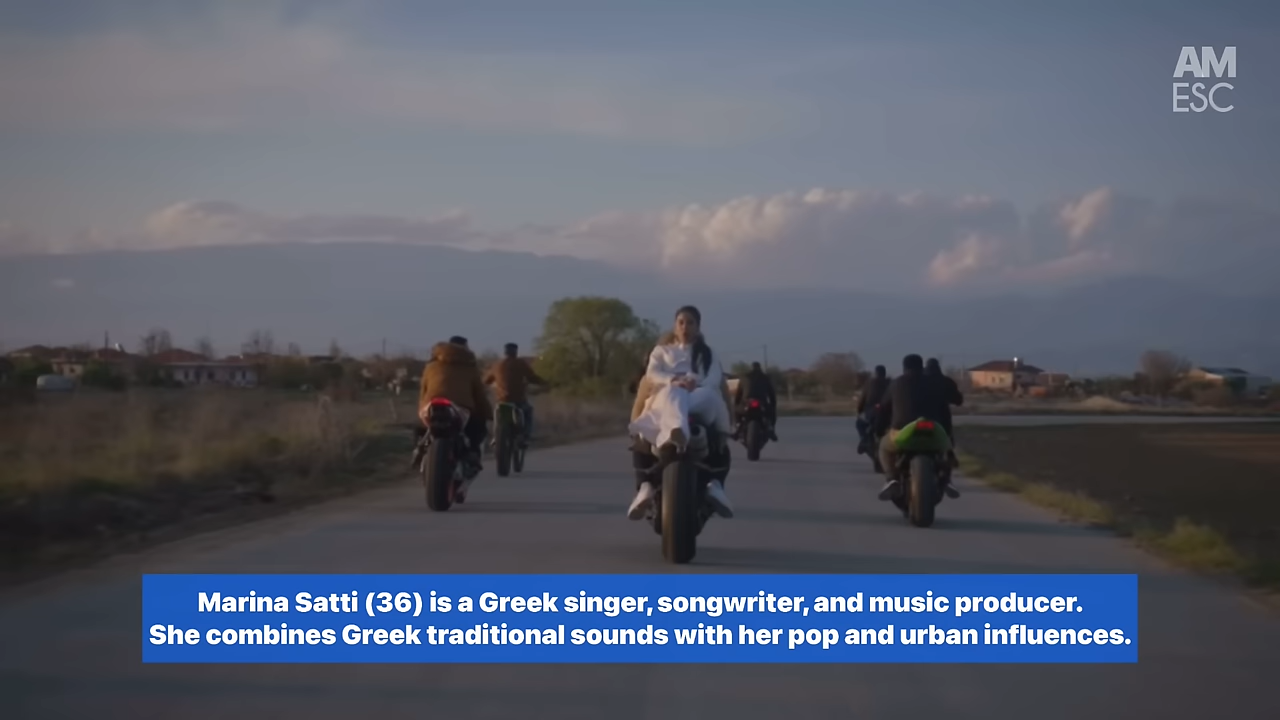 AM
ESC
Marina Satti (36) is a Greek singer, songwriter, and music producer.
She combines Greek traditional sounds with her pop and urban influences.